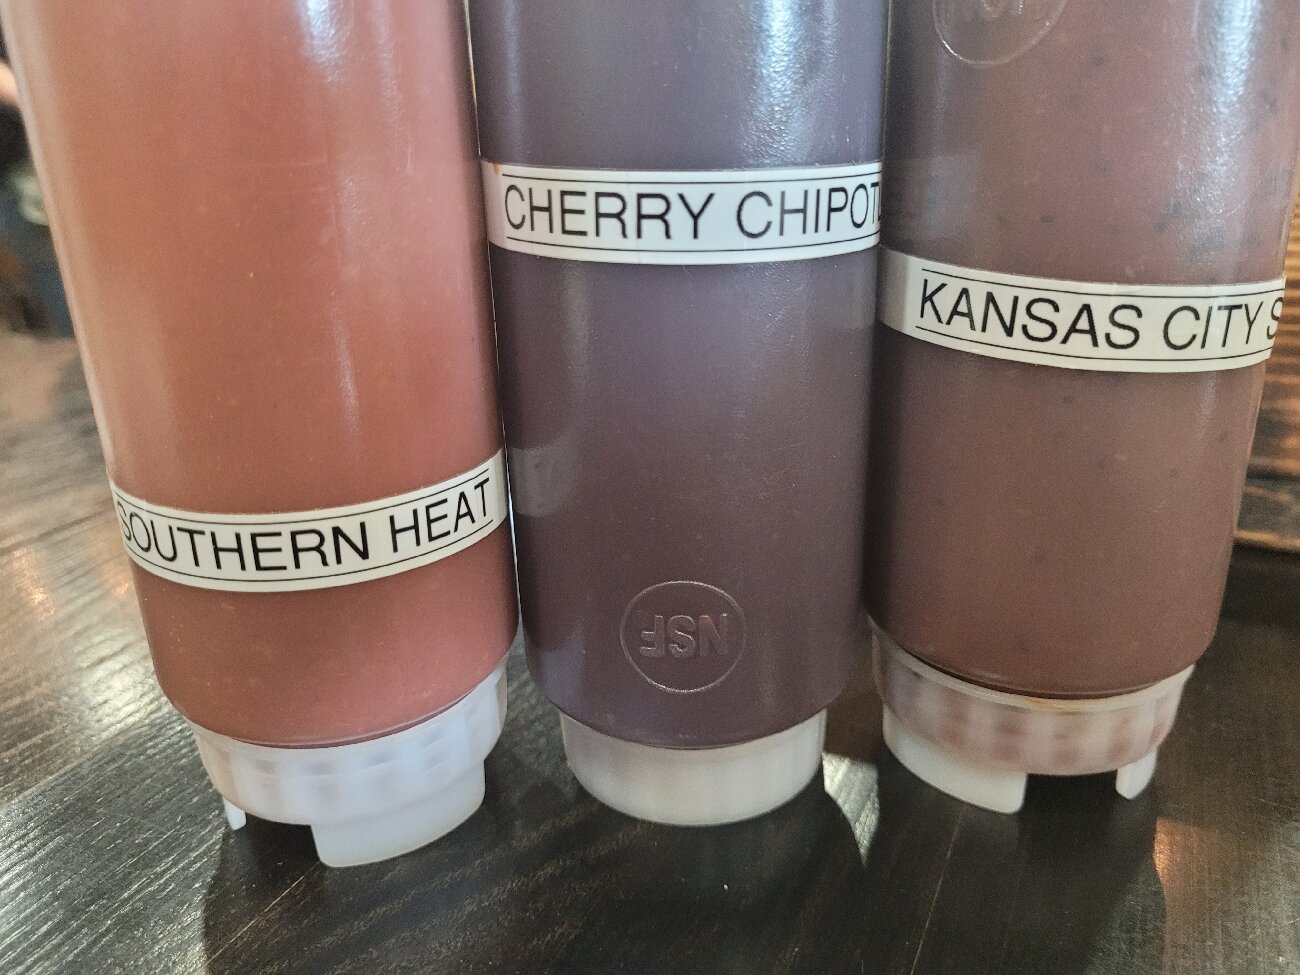 SOUTHERN HEAT
CHERRY CHIPOT
KANSAS CITY S
NSF